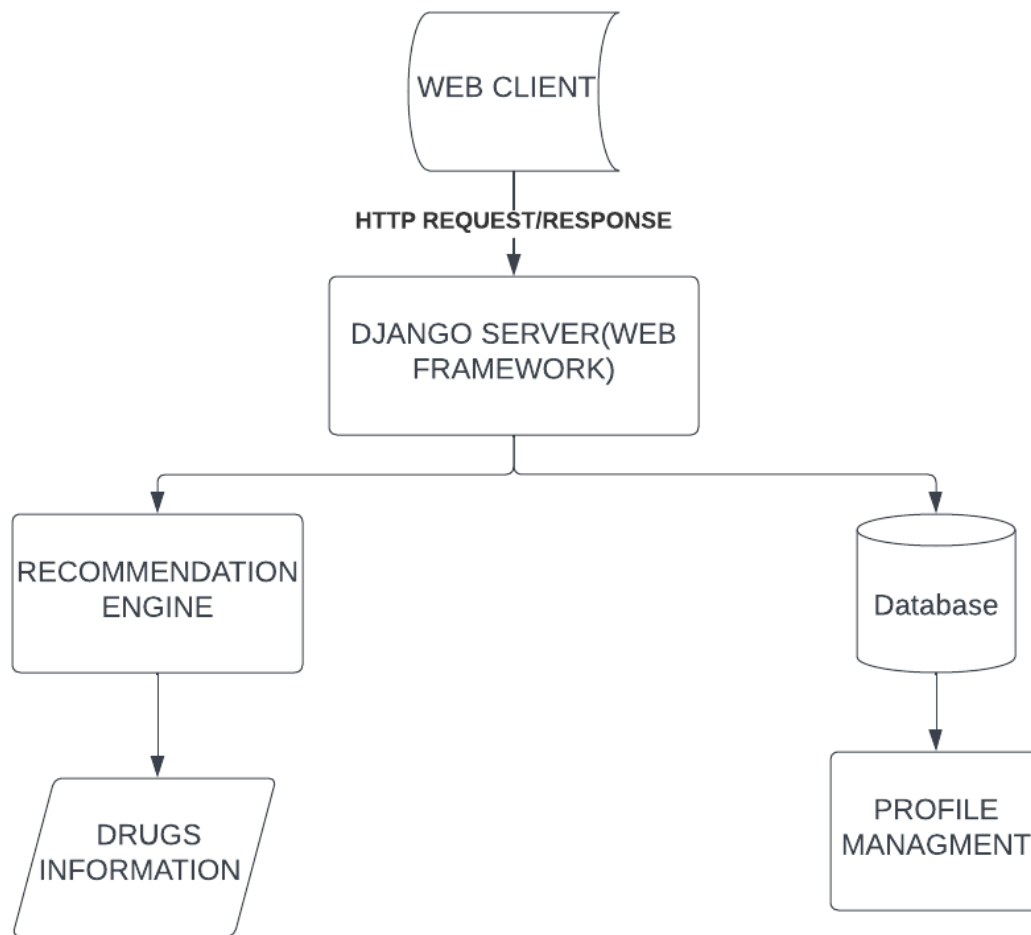 WEB CLIENT
HTTP REQUEST/RESPONSE
DJANGO SERVER(WEB
FRAMEWORK)
RECOMMENDATION
ENGINE
Database
DRUGS
INFORMATION
PROFILE
MANAGMENT